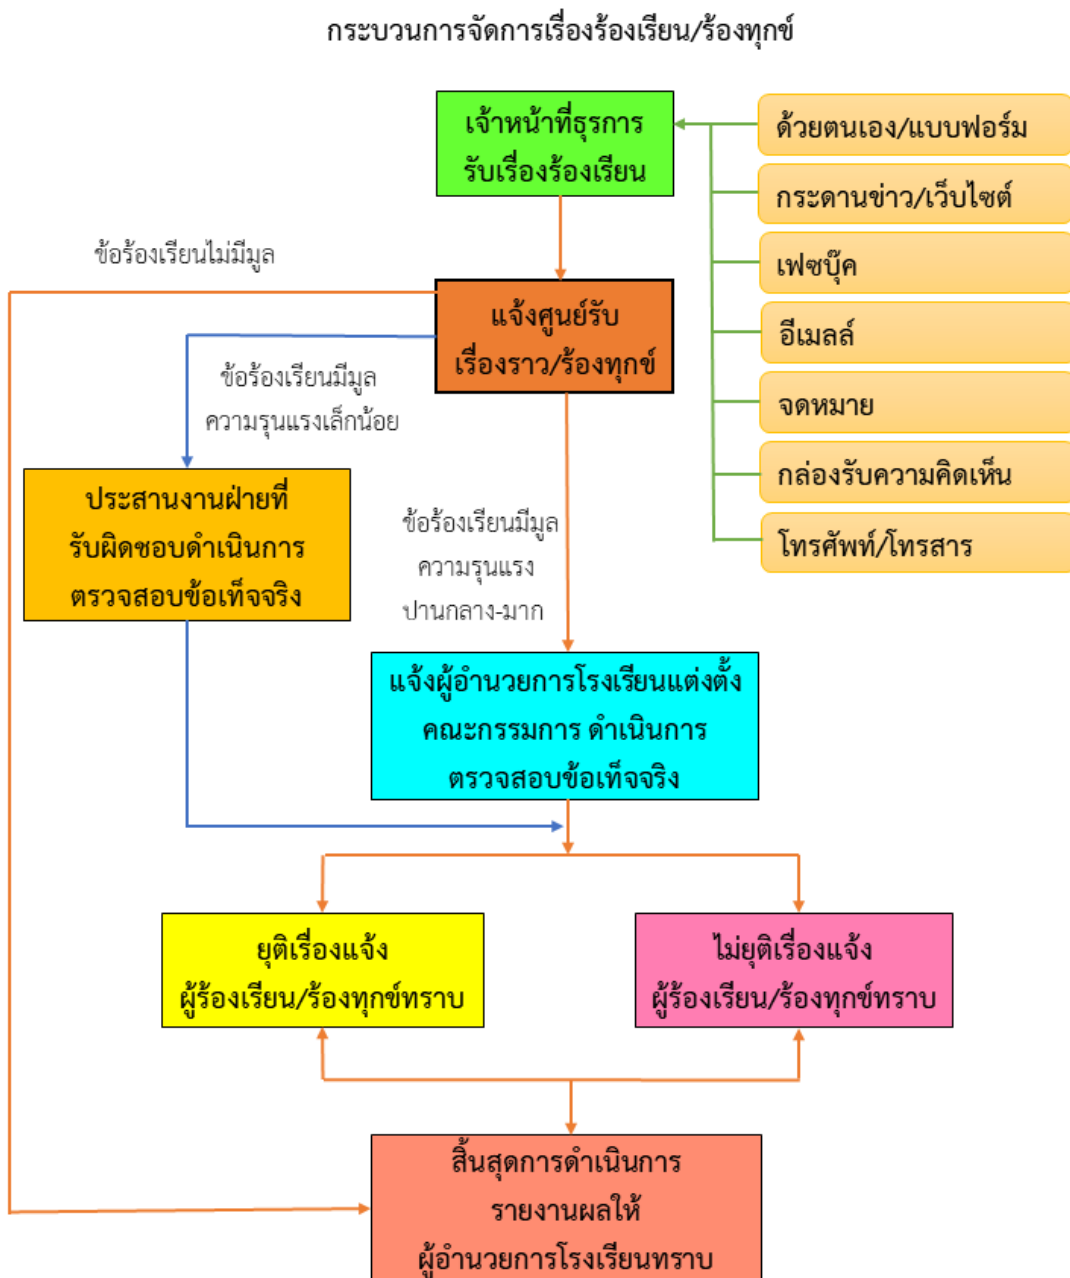 กระบวนการจัดการเรื่องร้องเรียน/ร้องทุกข์
เจ้าหน้าที่ธุรการ
รับเรื่องร้องเรียน
ด้วยตนเอง/แบบฟอร์ม
กระดานข่าว/เว็บไซต์
เฟซบุ๊ค
อีเมลล์
จดหมาย
กล่องรับความคิดเห็น
โทรศัพท์/โทรสาร
ข้อร้องเรียนไม่มีมูล
แจ้งศูนย์รับ
เรื่องราว/ร้องทุกข์
ข้อร้องเรียนมีมูล
ความรุนแรงเล็กน้อย
ประสานงานฝ่ายที่
รับผิดชอบดำเนินการ
ตรวจสอบข้อเท็จจริง
ข้อร้องเรียนมีมูล
ความรุนแรง
ปานกลาง-มาก
แจ้งผู้อำนวยการโรงเรียนแต่งตั้ง
คณะกรรมการ ดำเนินการ
ตรวจสอบข้อเท็จจริง
ยุติเรื่องแจ้ง
ผู้ร้องเรียน/ร้องทุกข์ทราบ
ไม่ยุติเรื่องแจ้ง
ผู้ร้องเรียน/ร้องทุกข์ทราบ
สิ้นสุดการดำเนินการ
รายงานผลให้
ผู้อำนวยการโรงเรียนทราบ